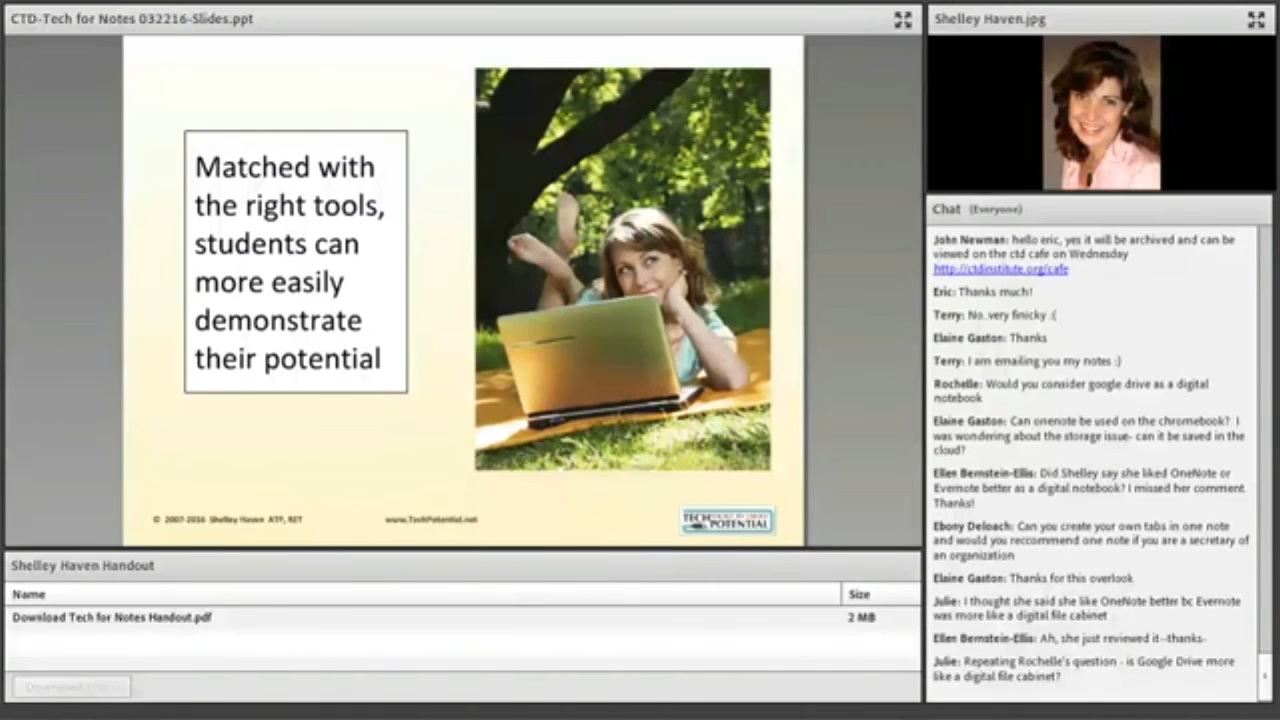 CTD-Tech for Notes 032216-Slides.ppt
Matched with
the right tools,
students can
more easily
demonstrate
their potential
© 2007-2016 Shelley Haven ATP, RET
www.TechPotential.net
TECH
POTENTIAL
Shelley Haven Handout
Name
Size
Download Tech for Notes Handout.pdf
2 MB
Shelley Haven.jpg
Chat (Everyone)
John Newman: hello eric, yes it will be archived and can be
viewed on the ctd cafe on Wednesday
http://ctdinstitute.org/cafe
Eric: Thanks much!
Terry: No..very finicky :(
Elaine Gaston: Thanks
Terry: I am emailing you my notes :)
Rochelle: Would you consider google drive as a digital
notebook
Elaine Gaston: Can onenote be used on the chromebook? I
was wondering about the storage issue- can it be saved in the
cloud?
Ellen Bernstein-Ellis: Did Shelley say she liked OneNote or
Evernote better as a digital notebook? I missed her comment.
Thanks!
Ebony Deloach: Can you create your own tabs in one note
and would you reccommend one note if you are a secretary of
an organization
Elaine Gaston: Thanks for this overlook
Julie: I thought she said she like OneNote better bc Evernote
was more like a digital file cabinet
Ellen Bernstein-Ellis: Ah, she just reviewed it--thanks-
Julie: Repeating Rochelle's question - is Google Drive more
like a digital file cabinet?